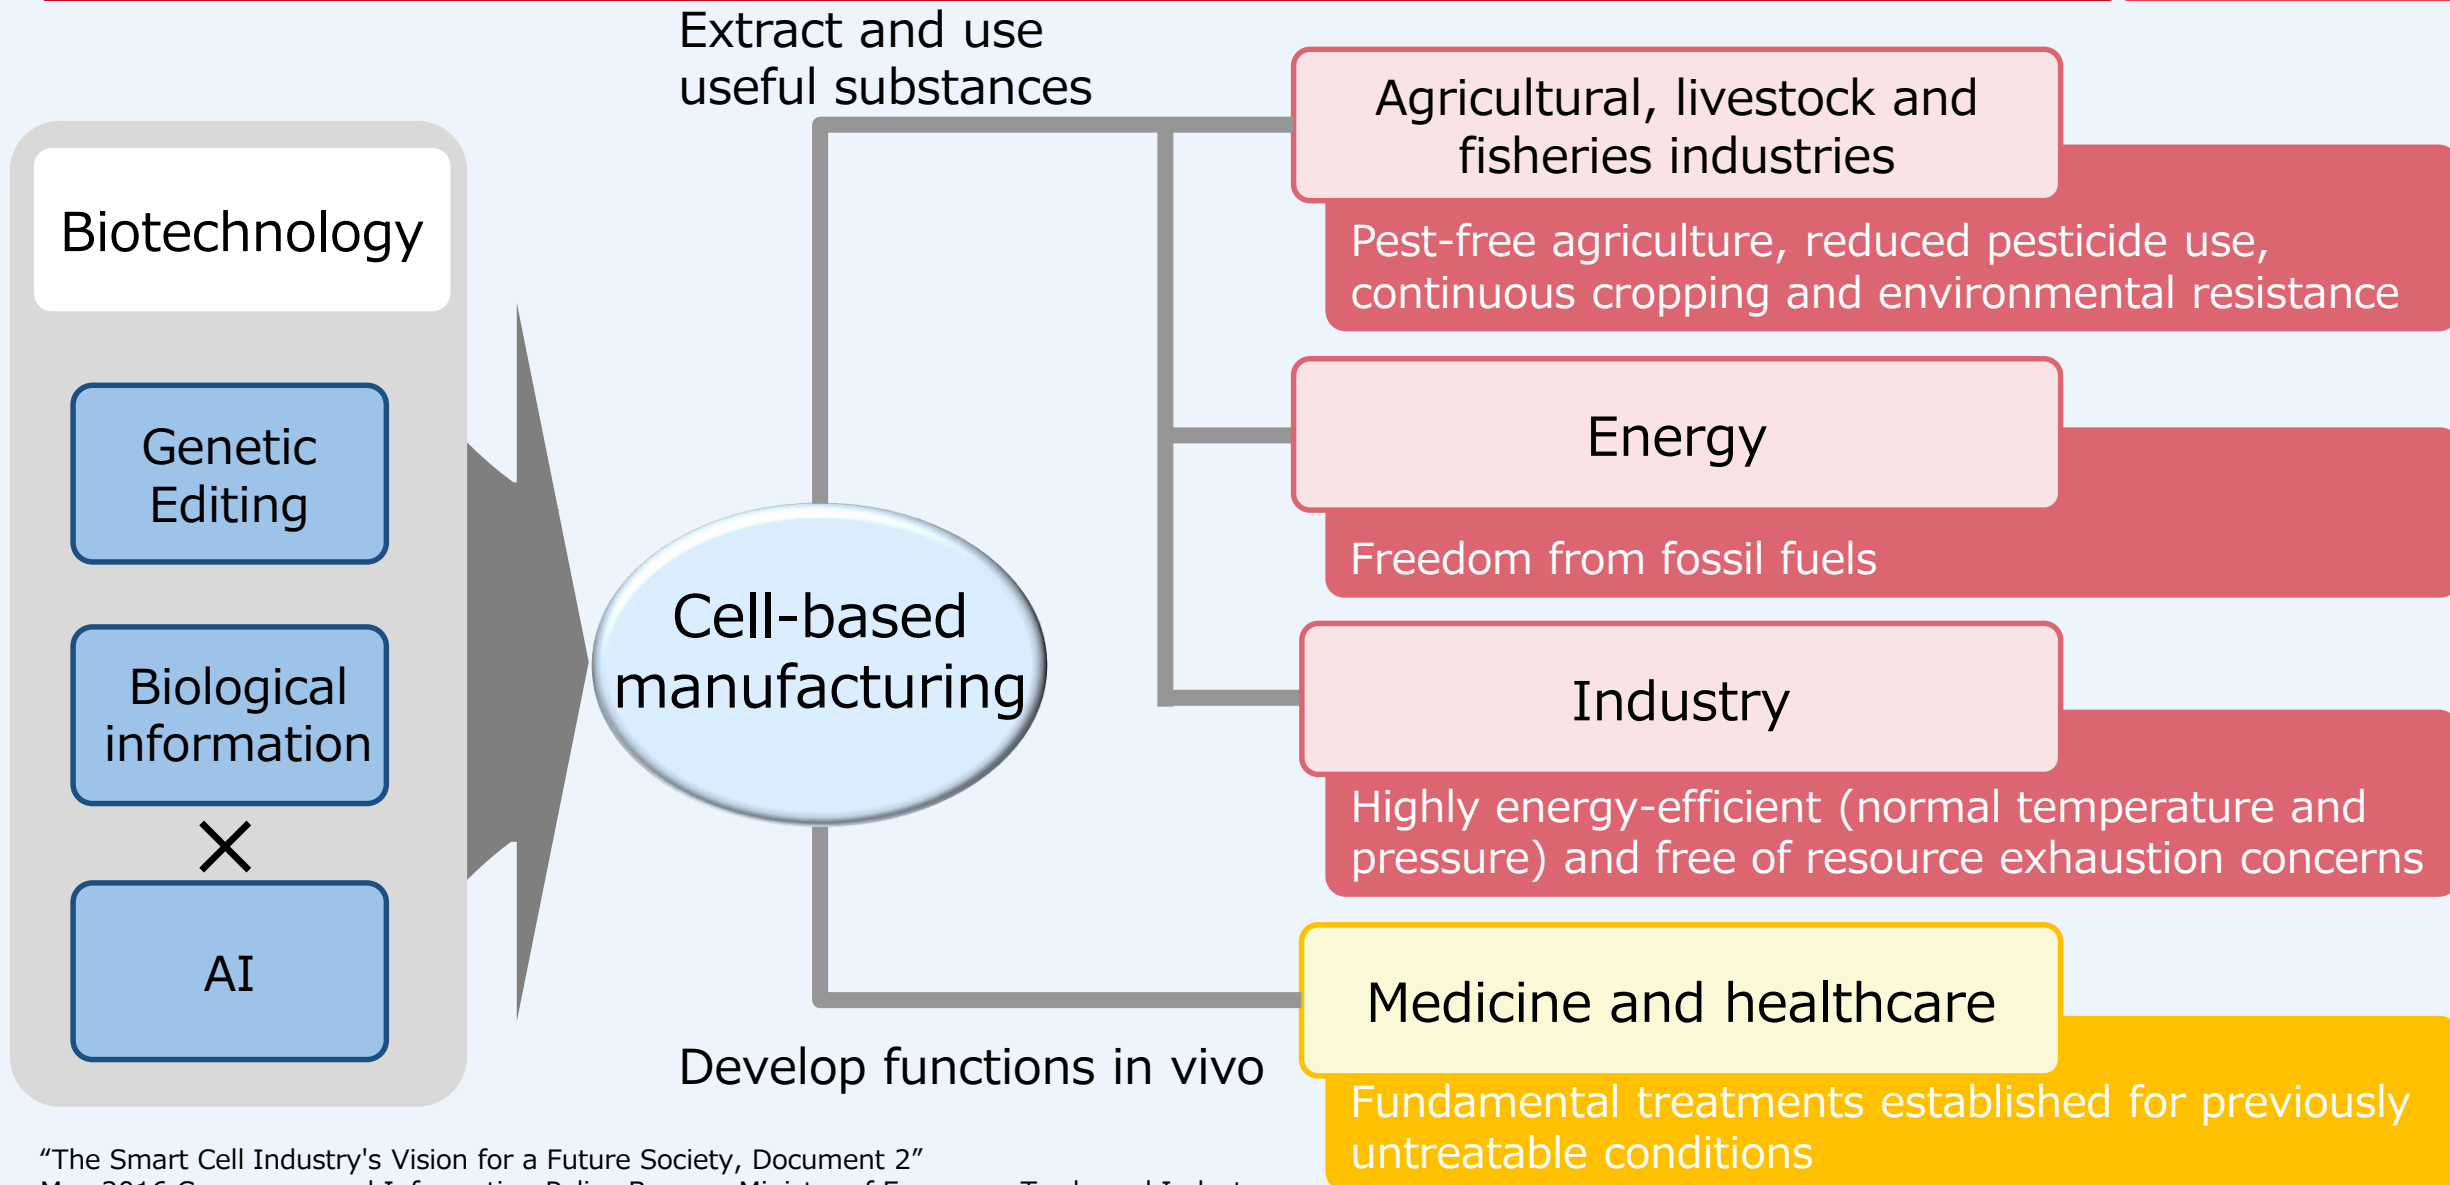 Extract and use
useful substances
Biotechnology
Genetic
Editing
Biological
information
×
AI
Cell-based
manufacturing
Develop functions in vivo
Agricultural, livestock and
fisheries industries
Pest-free agriculture, reduced pesticide use,
continuous cropping and environmental resistance
Energy
Freedom from fossil fuels
Industry
Highly energy-efficient (normal temperature and
pressure) and free of resource exhaustion concerns
Medicine and healthcare
Fundamental treatments established for previously
untreatable conditions
“The Smart Cell Industry's Vision for a Future Society, Document 2”